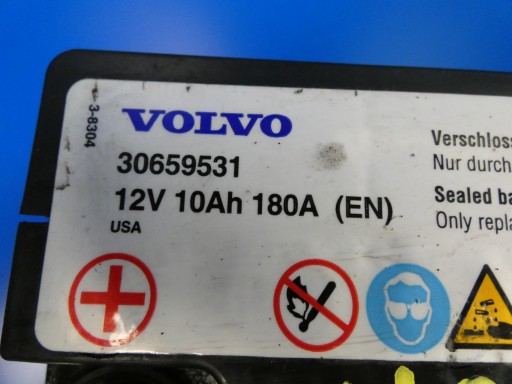 3-8304
VOLVO
30659531
12V 10Ah 180A (EN)
USA
Verschloss
Nur durch
Sealed ba
Only repla